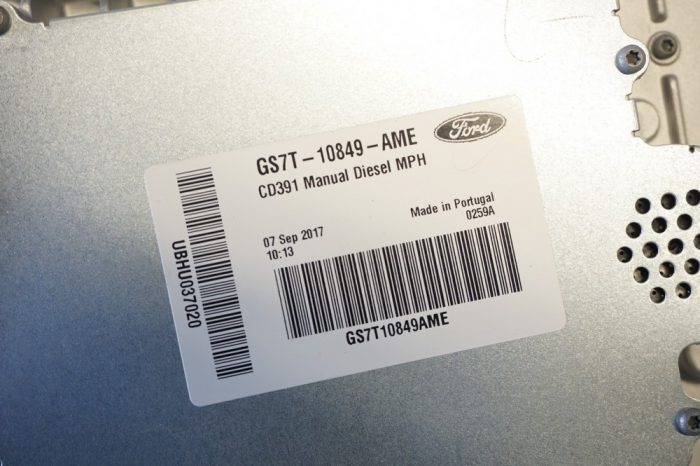 Ford
GS7T-10849-AME
CD391 Manual Diesel MPH
Made in Portugal
0259A
07 Sep 2017
10:13
UBHU037020
GS7T10849AME